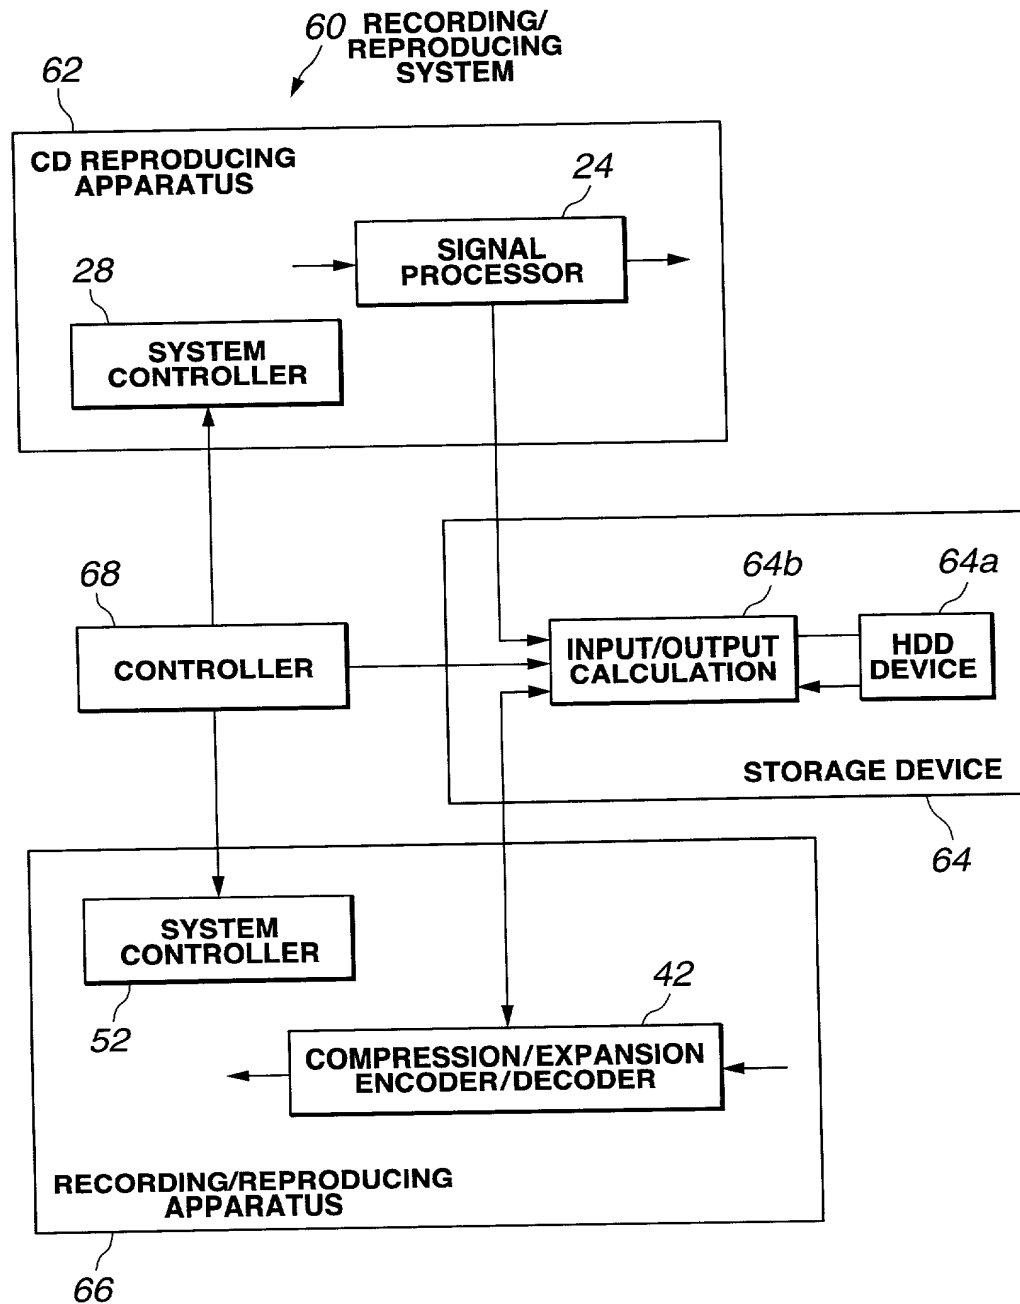 60 RECORDING/
REPRODUCING
SYSTEM
62
CD REPRODUCING
APPARATUS
24
SIGNAL
PROCESSOR
28
SYSTEM
CONTROLLER
68
CONTROLLER
64b
INPUT/OUTPUT
CALCULATION
64a
HDD
DEVICE
STORAGE DEVICE
64
SYSTEM
CONTROLLER
52
42
COMPRESSION/EXPANSION
ENCODER/DECODER
RECORDING/REPRODUCING
APPARATUS
66